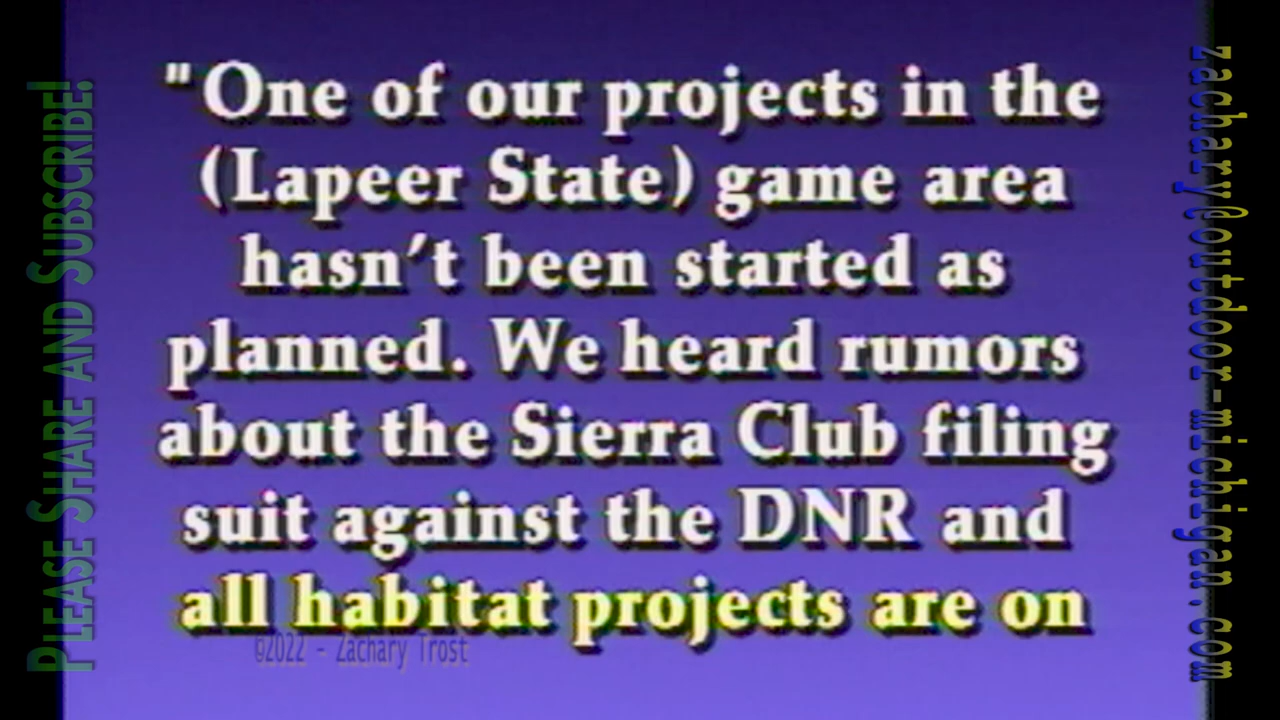 "One of our projects in the
(Lapeer State) game area
hasn't been started as
planned. We heard rumors
about the Sierra Club filing
suit against the DNR and
all habitat projects are on
©2022 - Zachary Trost
Please Share and Subscribe!
zachary@outdoor-michigan.com